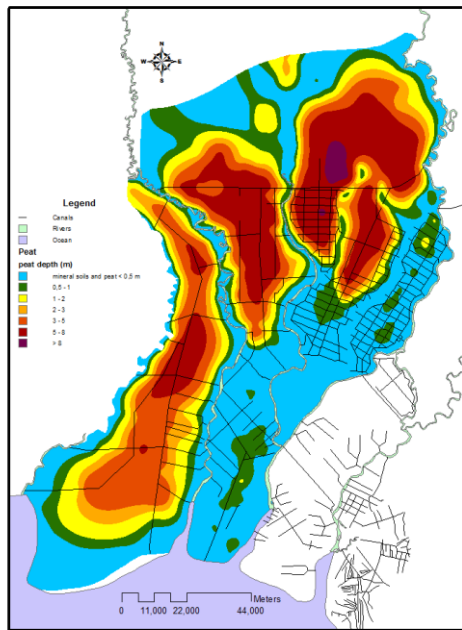 N
W E
S
Legend
Canals
Rivers
Ocean
Peat
peat depth (m)
mineral soils and peat < 0,5 m
0,5 - 1
1 - 2
2 - 3
3 - 5
5 - 8
> 8
Meters
0 11,000 22,000 44,000